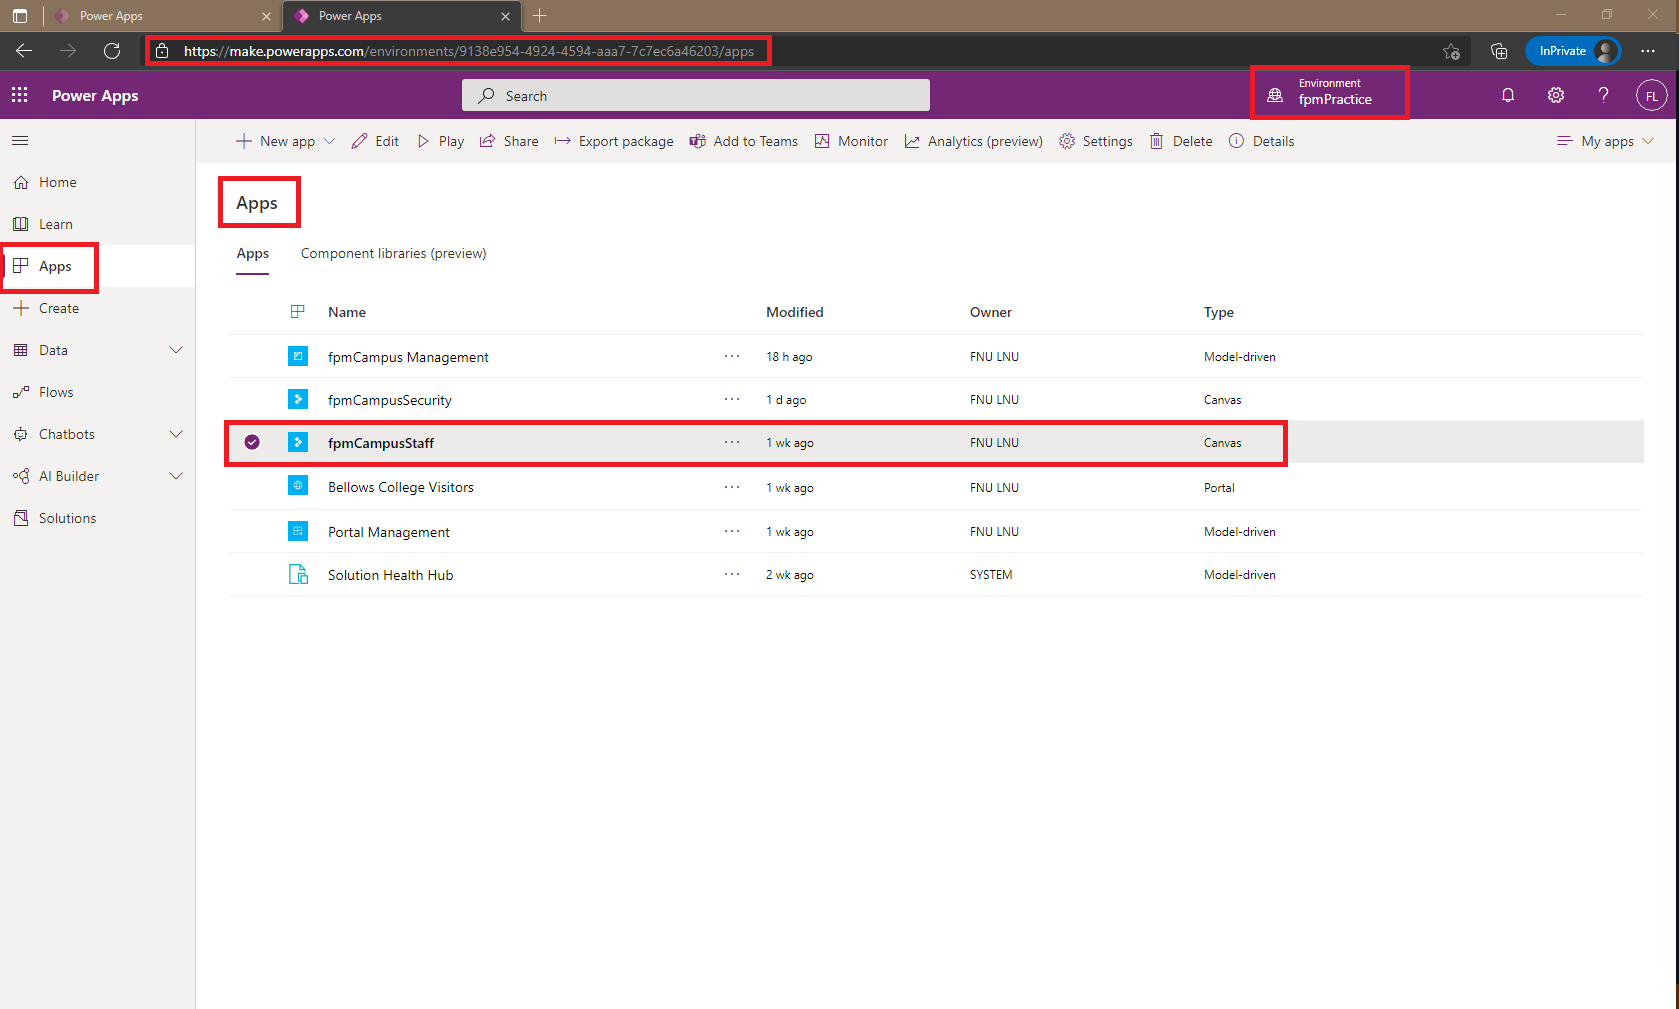 Power Apps
Power Apps
https://make.powerapps.com/environments/9138e954-4924-4594-aaa7-7c7ec6a46203/apps
InPrivate
Power Apps
Search
Environment
fpmPractice
FL
New app
Edit
Play
Share
Export package
Add to Teams
Monitor
Analytics (preview)
Settings
Delete
Details
My apps
Home
Learn
Apps
Create
Data
Flows
Chatbots
AI Builder
Solutions
Apps
Apps
Component libraries (preview)
Name Modified Owner Type
fpmCampus Management ... 18 h ago FNU LNU Model-driven
fpmCampusSecurity ... 1 d ago FNU LNU Canvas
fpmCampusStaff ... 1 wk ago FNU LNU Canvas
Bellows College Visitors ... 1 wk ago FNU LNU Portal
Portal Management ... 1 wk ago FNU LNU Model-driven
Solution Health Hub ... 2 wk ago SYSTEM Model-driven